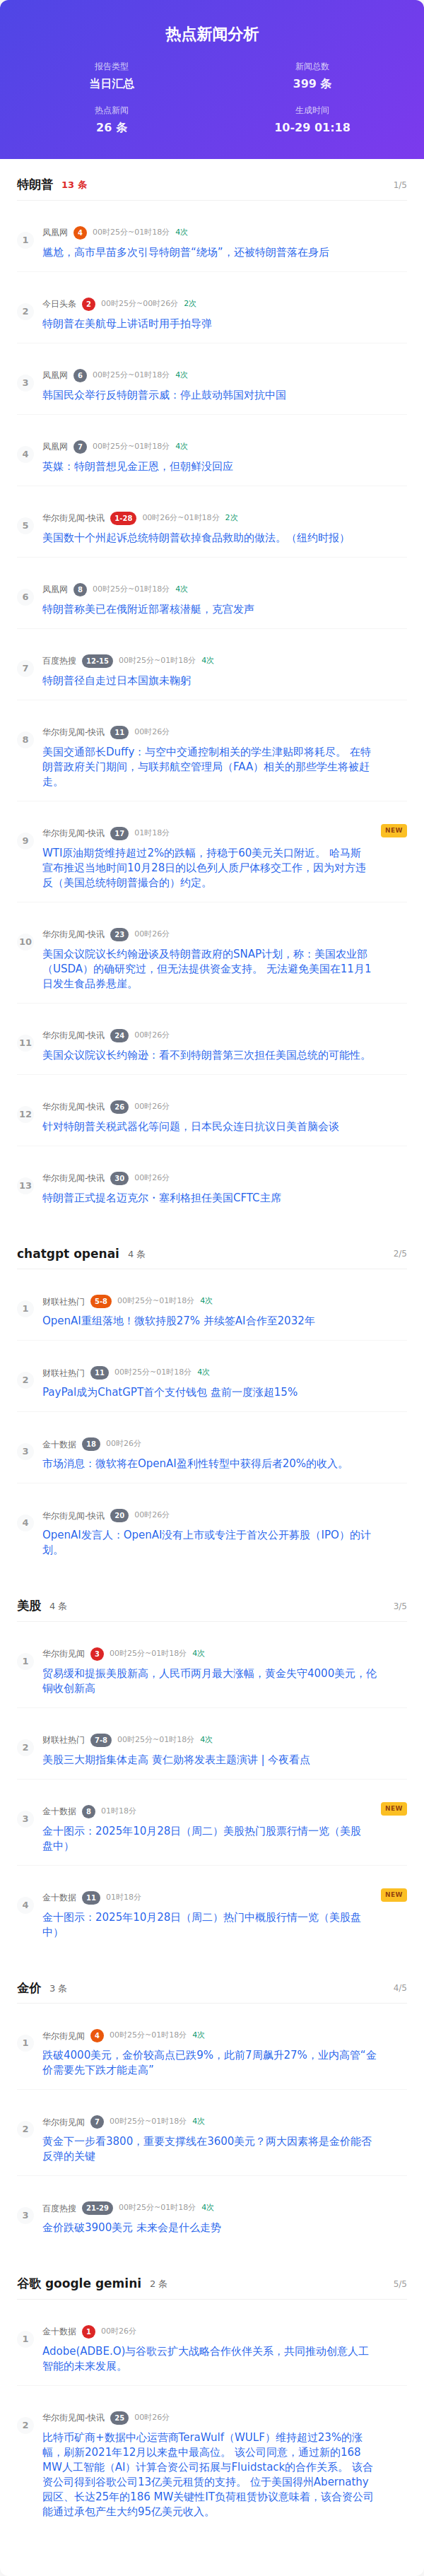 热点新闻分析
报告类型
当日汇总
新闻总数
399 条
热点新闻
26 条
生成时间
10-29 01:18
特朗普 13 条 1/5
1
凤凰网 4 00时25分~01时18分 4次
尴尬，高市早苗多次引导特朗普“绕场”，还被特朗普落在身后
2
今日头条 2 00时25分~00时26分 2次
特朗普在美航母上讲话时用手拍导弹
3
凤凰网 6 00时25分~01时18分 4次
韩国民众举行反特朗普示威：停止鼓动韩国对抗中国
4
凤凰网 7 00时25分~01时18分 4次
英媒：特朗普想见金正恩，但朝鲜没回应
5
华尔街见闻-快讯 1-28 00时26分~01时18分 2次
美国数十个州起诉总统特朗普砍掉食品救助的做法。（纽约时报）
6
凤凰网 8 00时25分~01时18分 4次
特朗普称美已在俄附近部署核潜艇，克宫发声
7
百度热搜 12-15 00时25分~01时18分 4次
特朗普径自走过日本国旗未鞠躬
8
华尔街见闻-快讯 11 00时26分
美国交通部长Duffy：与空中交通控制相关的学生津贴即将耗尽。 在特
朗普政府关门期间，与联邦航空管理局（FAA）相关的那些学生将被赶
走。
9
华尔街见闻-快讯 17 01时18分 NEW
WTI原油期货维持超过2%的跌幅，持稳于60美元关口附近。 哈马斯
宣布推迟当地时间10月28日的以色列人质尸体移交工作，因为对方违
反（美国总统特朗普撮合的）约定。
10
华尔街见闻-快讯 23 00时26分
美国众议院议长约翰逊谈及特朗普政府的SNAP计划，称：美国农业部
（USDA）的确研究过，但无法提供资金支持。 无法避免美国在11月1
日发生食品券悬崖。
11
华尔街见闻-快讯 24 00时26分
美国众议院议长约翰逊：看不到特朗普第三次担任美国总统的可能性。
12
华尔街见闻-快讯 26 00时26分
针对特朗普关税武器化等问题，日本民众连日抗议日美首脑会谈
13
华尔街见闻-快讯 30 00时26分
特朗普正式提名迈克尔・塞利格担任美国CFTC主席
chatgpt openai 4 条 2/5
1
财联社热门 5-8 00时25分~01时18分 4次
OpenAI重组落地！微软持股27% 并续签AI合作至2032年
2
财联社热门 11 00时25分~01时18分 4次
PayPal成为ChatGPT首个支付钱包 盘前一度涨超15%
3
金十数据 18 00时26分
市场消息：微软将在OpenAI盈利性转型中获得后者20%的收入。
4
华尔街见闻-快讯 20 00时26分
OpenAI发言人：OpenAI没有上市或专注于首次公开募股（IPO）的计
划。
美股 4 条 3/5
1
华尔街见闻 3 00时25分~01时18分 4次
贸易缓和提振美股新高，人民币两月最大涨幅，黄金失守4000美元，伦
铜收创新高
2
财联社热门 7-8 00时25分~01时18分 4次
美股三大期指集体走高 黄仁勋将发表主题演讲 | 今夜看点
3
金十数据 8 01时18分 NEW
金十图示：2025年10月28日（周二）美股热门股票行情一览（美股
盘中）
4
金十数据 11 01时18分 NEW
金十图示：2025年10月28日（周二）热门中概股行情一览（美股盘
中）
金价 3 条 4/5
1
华尔街见闻 4 00时25分~01时18分 4次
跌破4000美元，金价较高点已跌9%，此前7周飙升27%，业内高管“金
价需要先下跌才能走高”
2
华尔街见闻 7 00时25分~01时18分 4次
黄金下一步看3800，重要支撑线在3600美元？两大因素将是金价能否
反弹的关键
3
百度热搜 21-29 00时25分~01时18分 4次
金价跌破3900美元 未来会是什么走势
谷歌 google gemini 2 条 5/5
1
金十数据 1 00时26分
Adobe(ADBE.O)与谷歌云扩大战略合作伙伴关系，共同推动创意人工
智能的未来发展。
2
华尔街见闻-快讯 25 00时26分
比特币矿商+数据中心运营商TeraWulf（WULF）维持超过23%的涨
幅，刷新2021年12月以来盘中最高位。 该公司同意，通过新的168
MW人工智能（AI）计算合资公司拓展与Fluidstack的合作关系。 该合
资公司得到谷歌公司13亿美元租赁的支持。 位于美国得州Abernathy
园区、长达25年的186 MW关键性IT负荷租赁协议意味着，该合资公司
能通过承包产生大约95亿美元收入。